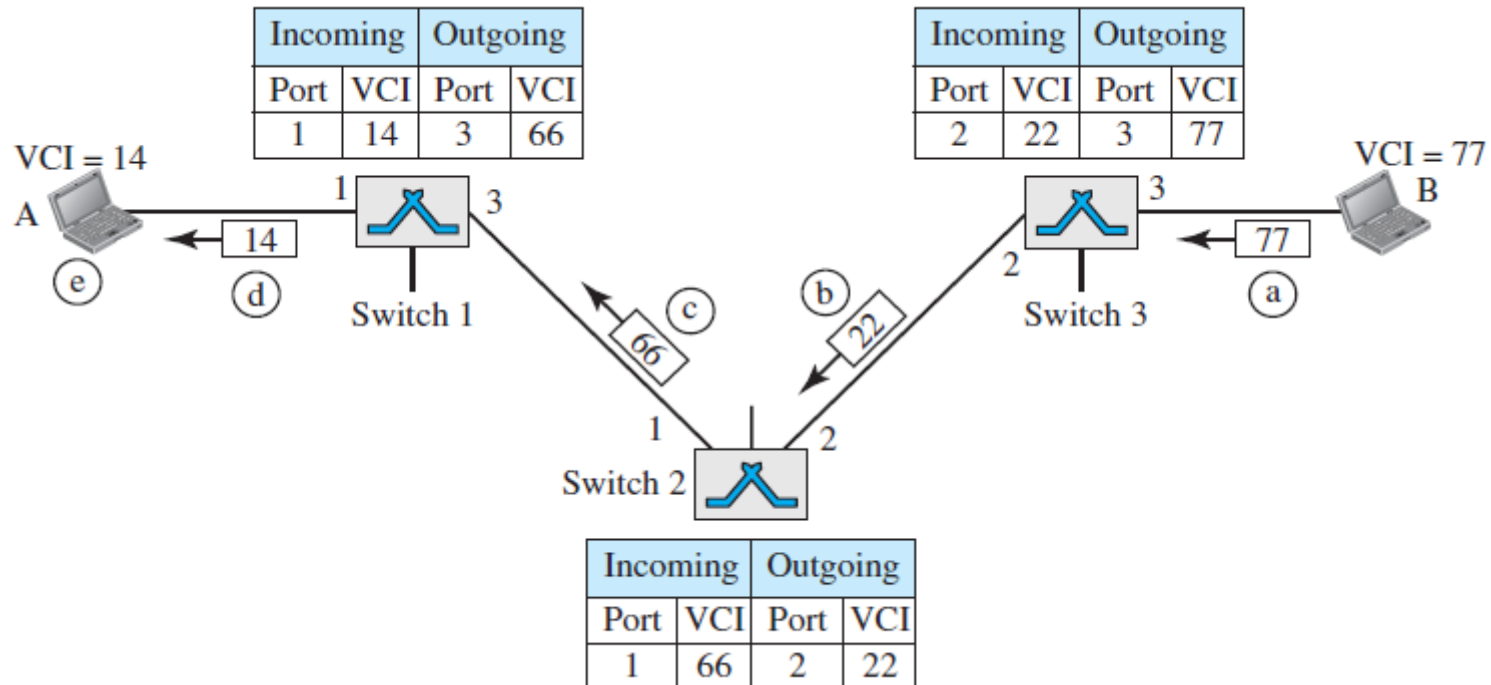 Incoming Outgoing
Port VCI Port VCI
1 14 3 66
Incoming Outgoing
Port VCI Port VCI
2 22 3 77
VCI = 14
A
1
3
14
e
d
Switch 1
c
66
VCI = 77
B
3
2
77
a
Switch 3
b
22
1
2
Switch 2
Incoming Outgoing
Port VCI Port VCI
1 66 2 22